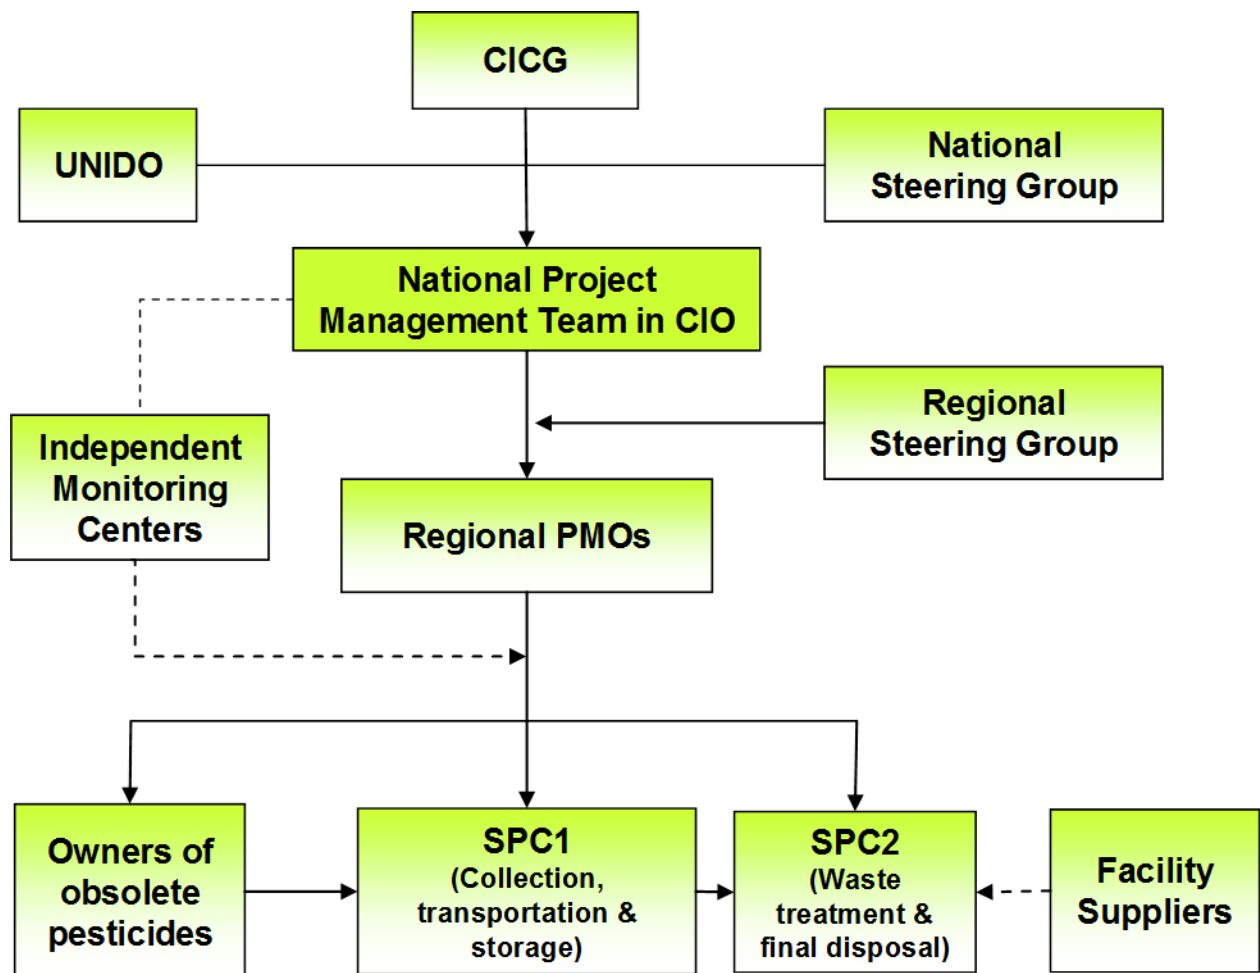 CICG
UNIDO
National
Steering Group
National Project
Management Team in CIO
Regional
Steering Group
Independent
Monitoring
Centers
Regional PMOs
Owners of
obsolete
pesticides
SPC1
(Collection,
transportation &
storage)
SPC2
(Waste
treatment &
final disposal)
Facility
Suppliers